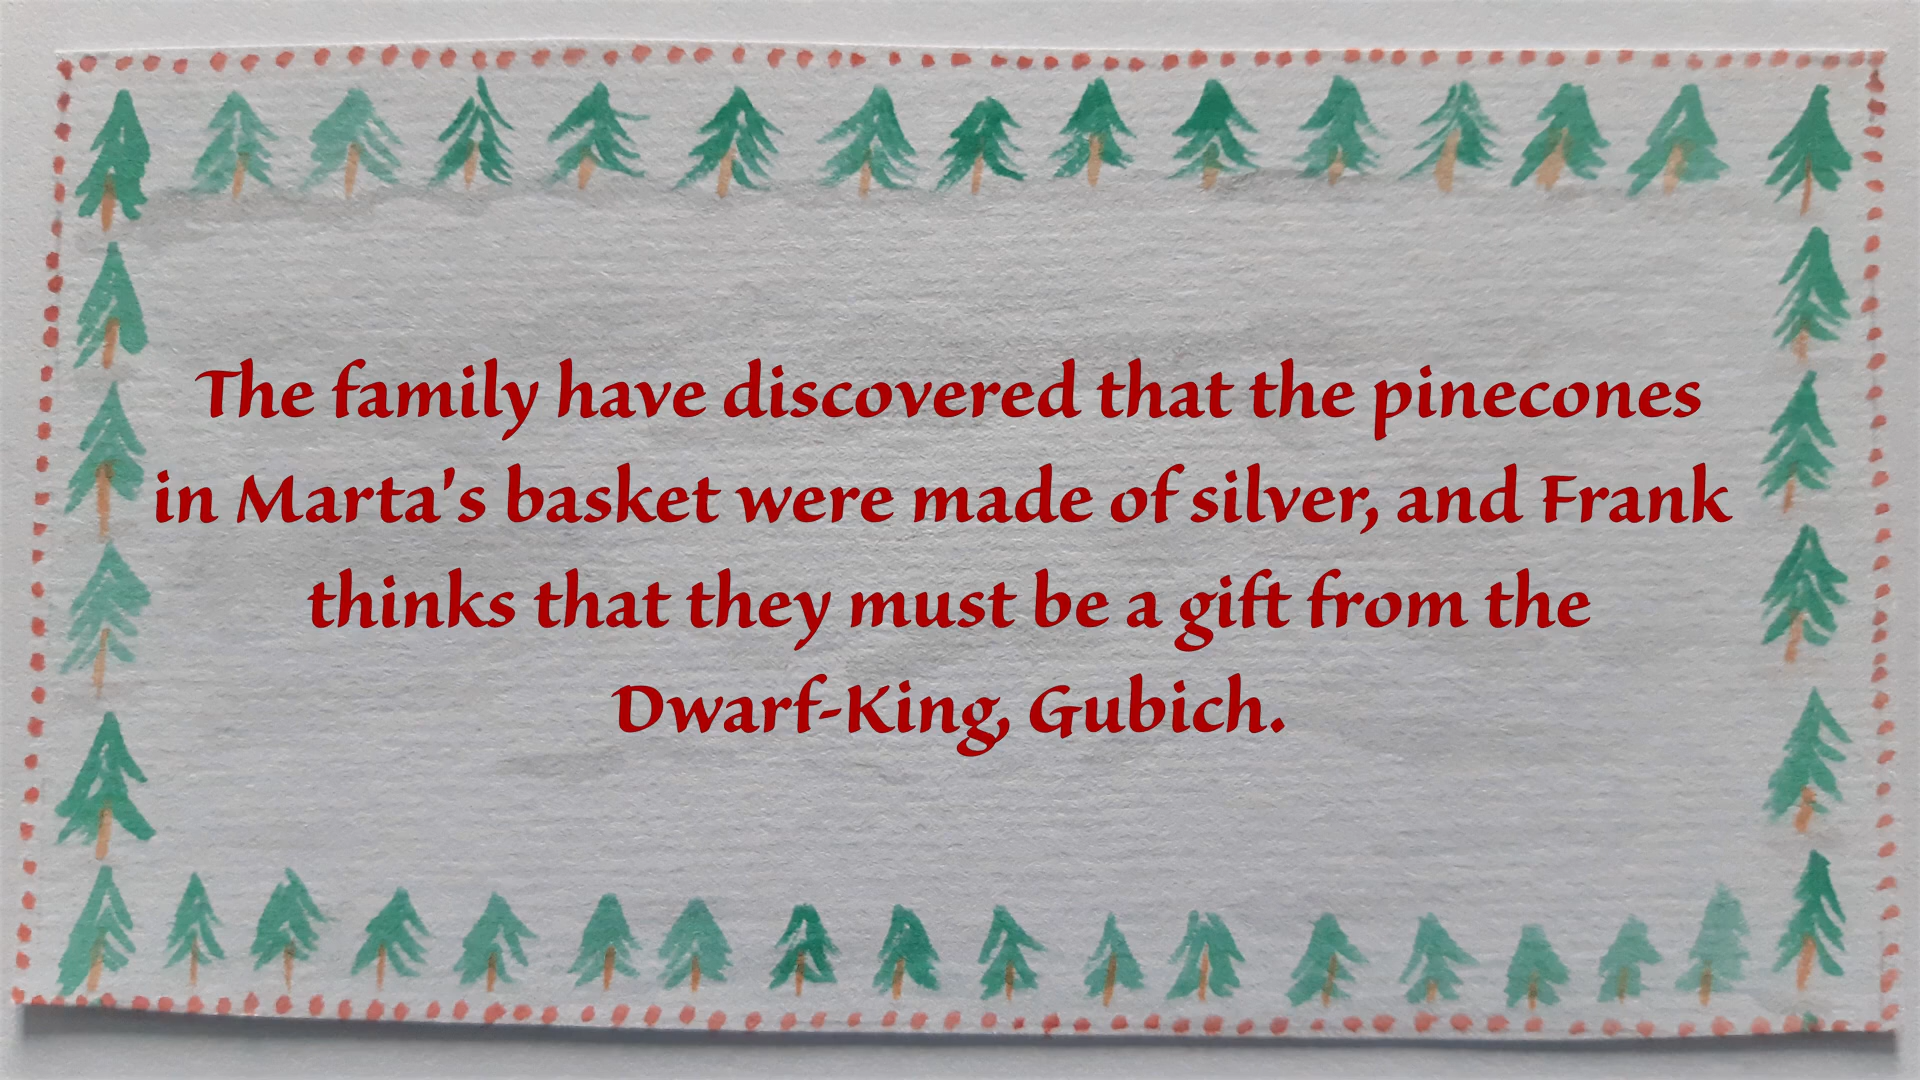 The family have discovered that the pinecones
in Marta's basket were made of silver, and Frank
thinks that they must be a gift from the
Dwarf-King, Gubich.